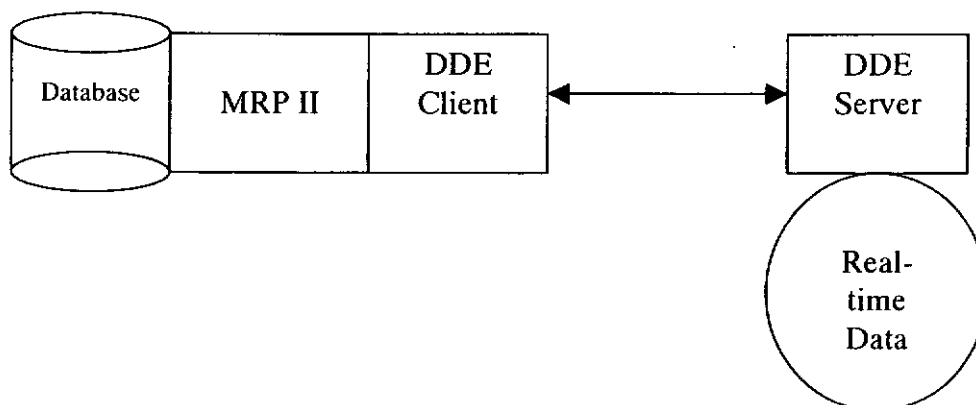 Database
MRP II
DDE
Client
DDE
Server
Real-
time
Data